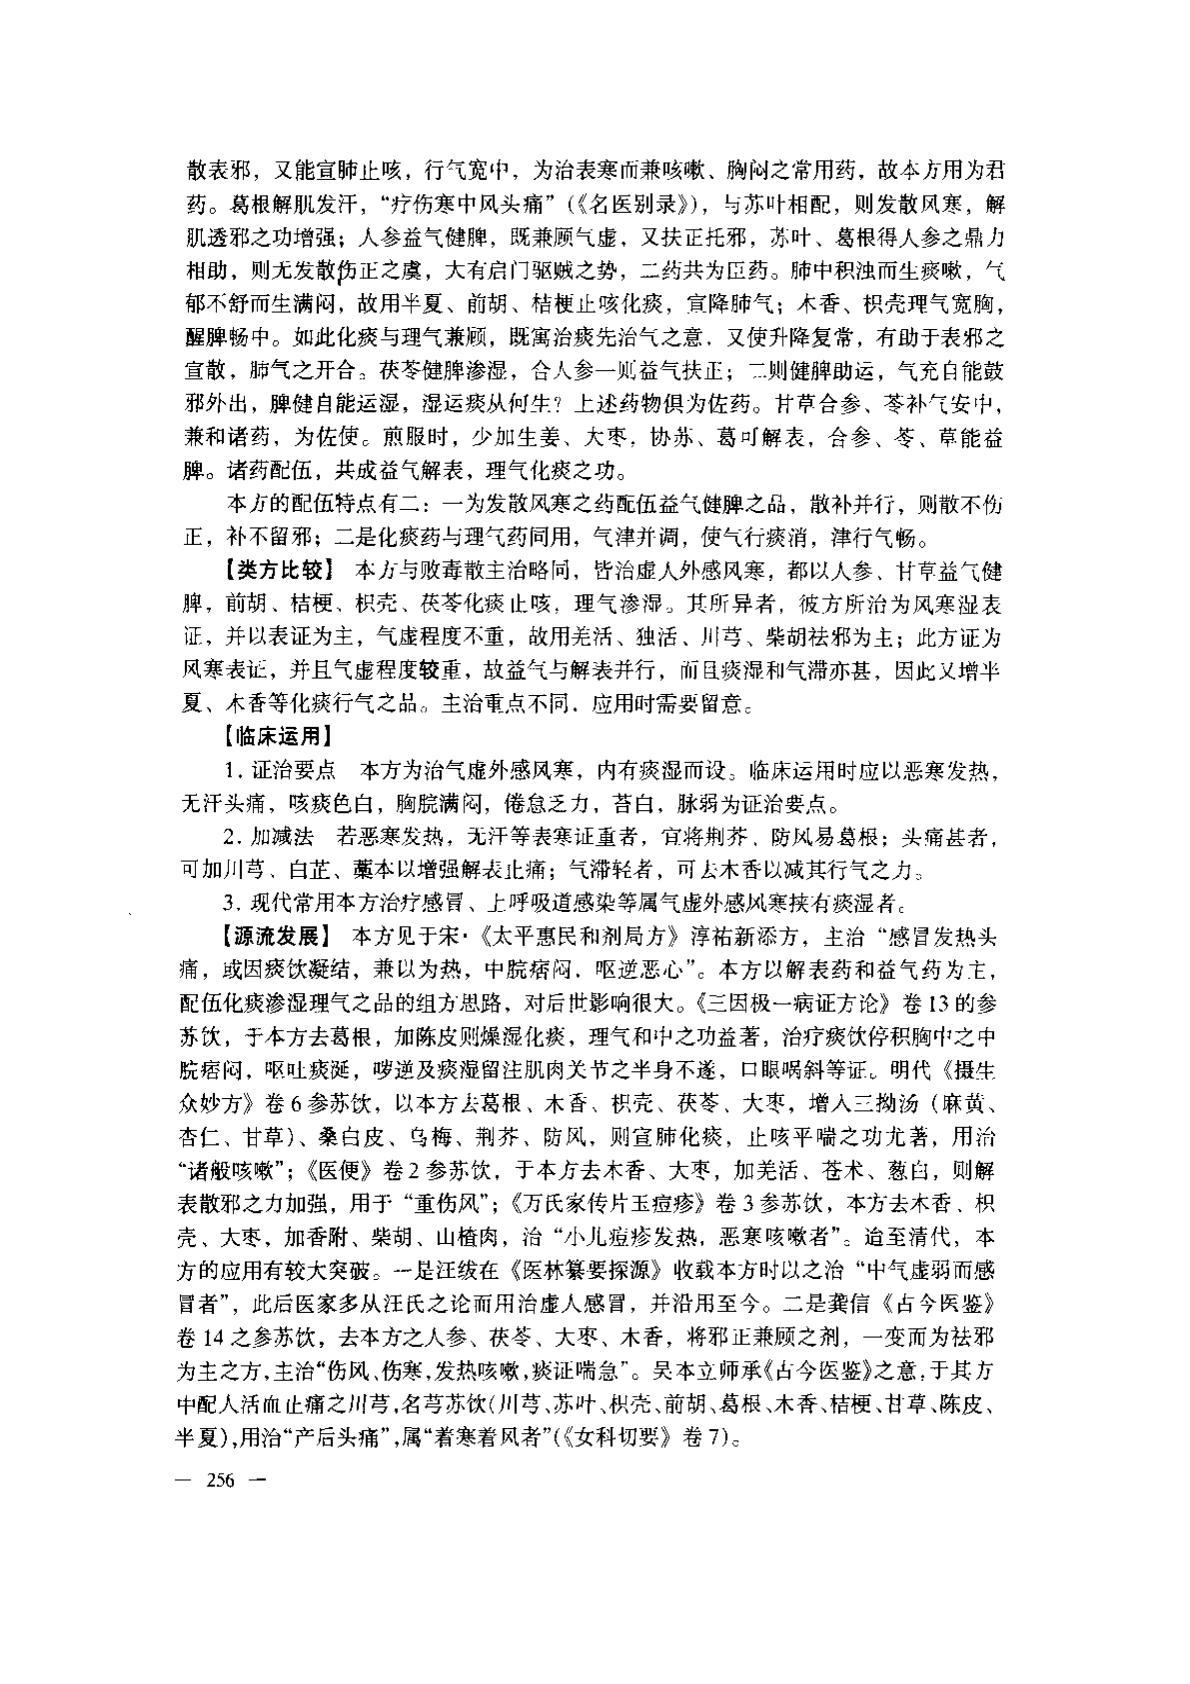 散表邪，又能宣肺止咳，行气宽中，为治表寒而兼咳嗽、胸闷之常用药，故本方用为君
药。葛根解肌发汗，“疗伤寒中风头痛”（《名医别录》），与苏叶相配，则发散风寒，解
肌透邪之功增强；人参益气健脾，既兼顾气虚，又扶正托邪，苏叶、葛根得人参之鼎力
相助，则无发散伤正之虞，大有启门驱贼之势，二药共为臣药。肺中积浊而生痰嗽，气
郁不舒而生满闷，故用半夏、前胡、桔梗止咳化痰，宣降肺气；木香、枳壳理气宽胸，
醒脾畅中。如此化痰与理气兼顾，既寓治痰先治气之意，又使升降复常，有助于表邪之
宣散，肺气之开合。茯苓健脾渗湿，合人参一则益气扶正；二则健脾助运，气充自能鼓
邪外出，脾健自能运湿，湿运痰从何生？上述药物俱为佐药。甘草合参、苓补气安中，
兼和诸药，为佐使。煎服时，少加生姜、大枣，协苏、葛可解表，合参、苓、草能益
脾。诸药配伍，共成益气解表，理气化痰之功。
本方的配伍特点有二：一为发散风寒之药配伍益气健脾之品，散补并行，则散不伤
正，补不留邪；二是化痰药与理气药同用，气津并调，使气行痰消，津行气畅。
【类方比较】 本方与败毒散主治略同，皆治虚人外感风寒，都以人参、甘草益气健
脾，前胡、桔梗、枳壳、茯苓化痰止咳，理气渗湿。其所异者，彼方所治为风寒湿表
证，并以表证为主，气虚程度不重，故用羌活、独活、川芎、柴胡祛邪为主；此方证为
风寒表证，并且气虚程度较重，故益气与解表并行，而且痰湿和气滞亦甚，因此又增半
夏、木香等化痰行气之品。主治重点不同，应用时需要留意。
【临床运用】
1. 证治要点 本方为治气虚外感风寒，内有痰湿而设。临床运用时应以恶寒发热，
无汗头痛，咳痰色白，胸脘满闷，倦怠乏力，苔白，脉弱为证治要点。
2. 加减法 若恶寒发热，无汗等表寒证重者，宜将荆芥、防风易葛根；头痛甚者，
可加川芎、白芷、藁本以增强解表止痛；气滞轻者，可去木香以减其行气之力。
3. 现代常用本方治疗感冒、上呼吸道感染等属气虚外感风寒挟有痰湿者。
【源流发展】 本方见于宋·《太平惠民和剂局方》淳祐新添方，主治“感冒发热头
痛，或因痰饮凝结，兼以为热，中脘痞闷，呕逆恶心”。本方以解表药和益气药为主，
配伍化痰渗湿理气之品的组方思路，对后世影响很大。《三因极一病证方论》卷 13 的参
苏饮，于本方去葛根，加陈皮则燥湿化痰，理气和中之功益著，治疗痰饮停积胸中之中
脘痞闷，呕吐痰涎，哕逆及痰湿留注肌肉关节之半身不遂，口眼㖞斜等证。明代《摄生
众妙方》卷 6 参苏饮，以本方去葛根、木香、枳壳、茯苓、大枣，增入三拗汤（麻黄、
杏仁、甘草）、桑白皮、乌梅、荆芥、防风，则宣肺化痰，止咳平喘之功尤著，用治
“诸般咳嗽”；《医便》卷 2 参苏饮，于本方去木香、大枣，加羌活、苍术、葱白，则解
表散邪之力加强，用于“重伤风”；《万氏家传片玉痘疹》卷 3 参苏饮，本方去木香、枳
壳、大枣，加香附、柴胡、山楂肉，治“小儿痘疹发热，恶寒咳嗽者”。迨至清代，本
方的应用有较大突破。一是汪绂在《医林纂要探源》收载本方时以之治“中气虚弱而感
冒者”，此后医家多从汪氏之论而用治虚人感冒，并沿用至今。二是龚信《古今医鉴》
卷 14 之参苏饮，去本方之人参、茯苓、大枣、木香，将邪正兼顾之剂，一变而为祛邪
为主之方，主治“伤风、伤寒，发热咳嗽，痰证喘急”。吴本立师承《古今医鉴》之意，于其方
中配入活血止痛之川芎，名芎苏饮（川芎、苏叶、枳壳、前胡、葛根、木香、桔梗、甘草、陈皮、
半夏），用治“产后头痛”，属“着寒着风者”（《女科切要》卷 7）。
— 256 —